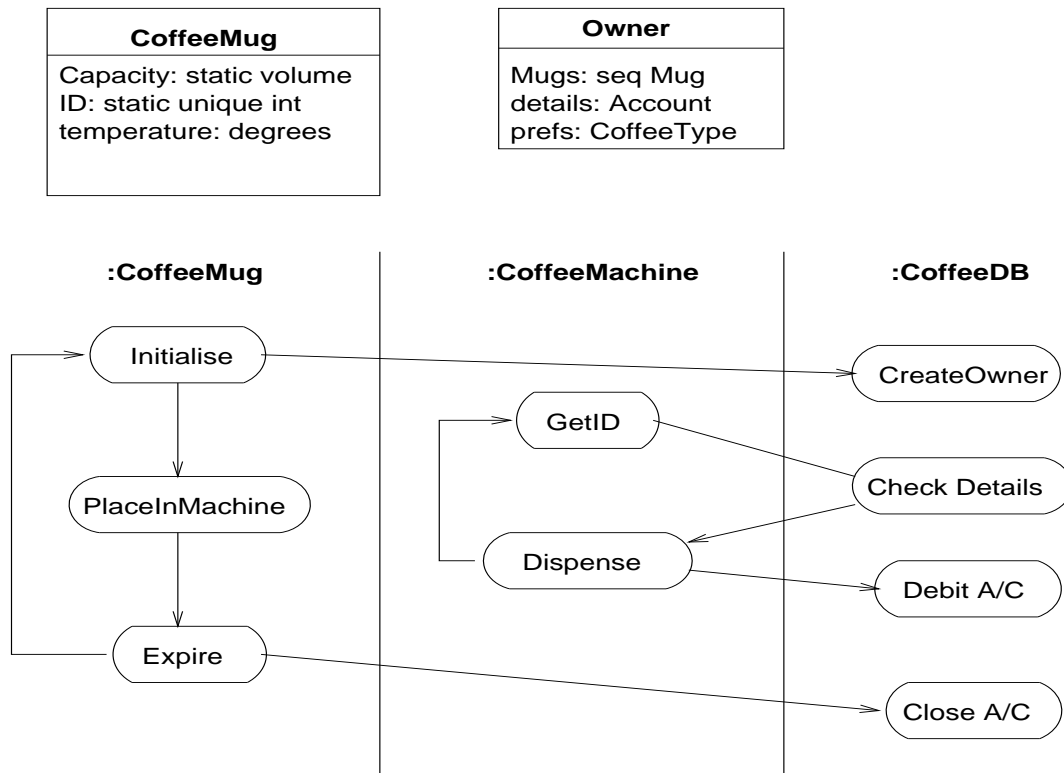 CoffeeMug
Capacity: static volume
ID: static unique int
temperature: degrees
Owner
Mugs: seq Mug
details: Account
prefs: CoffeeType
:CoffeeMug
Initialise
PlaceInMachine
Expire
:CoffeeMachine
GetID
Dispense
:CoffeeDB
CreateOwner
Check Details
Debit A/C
Close A/C